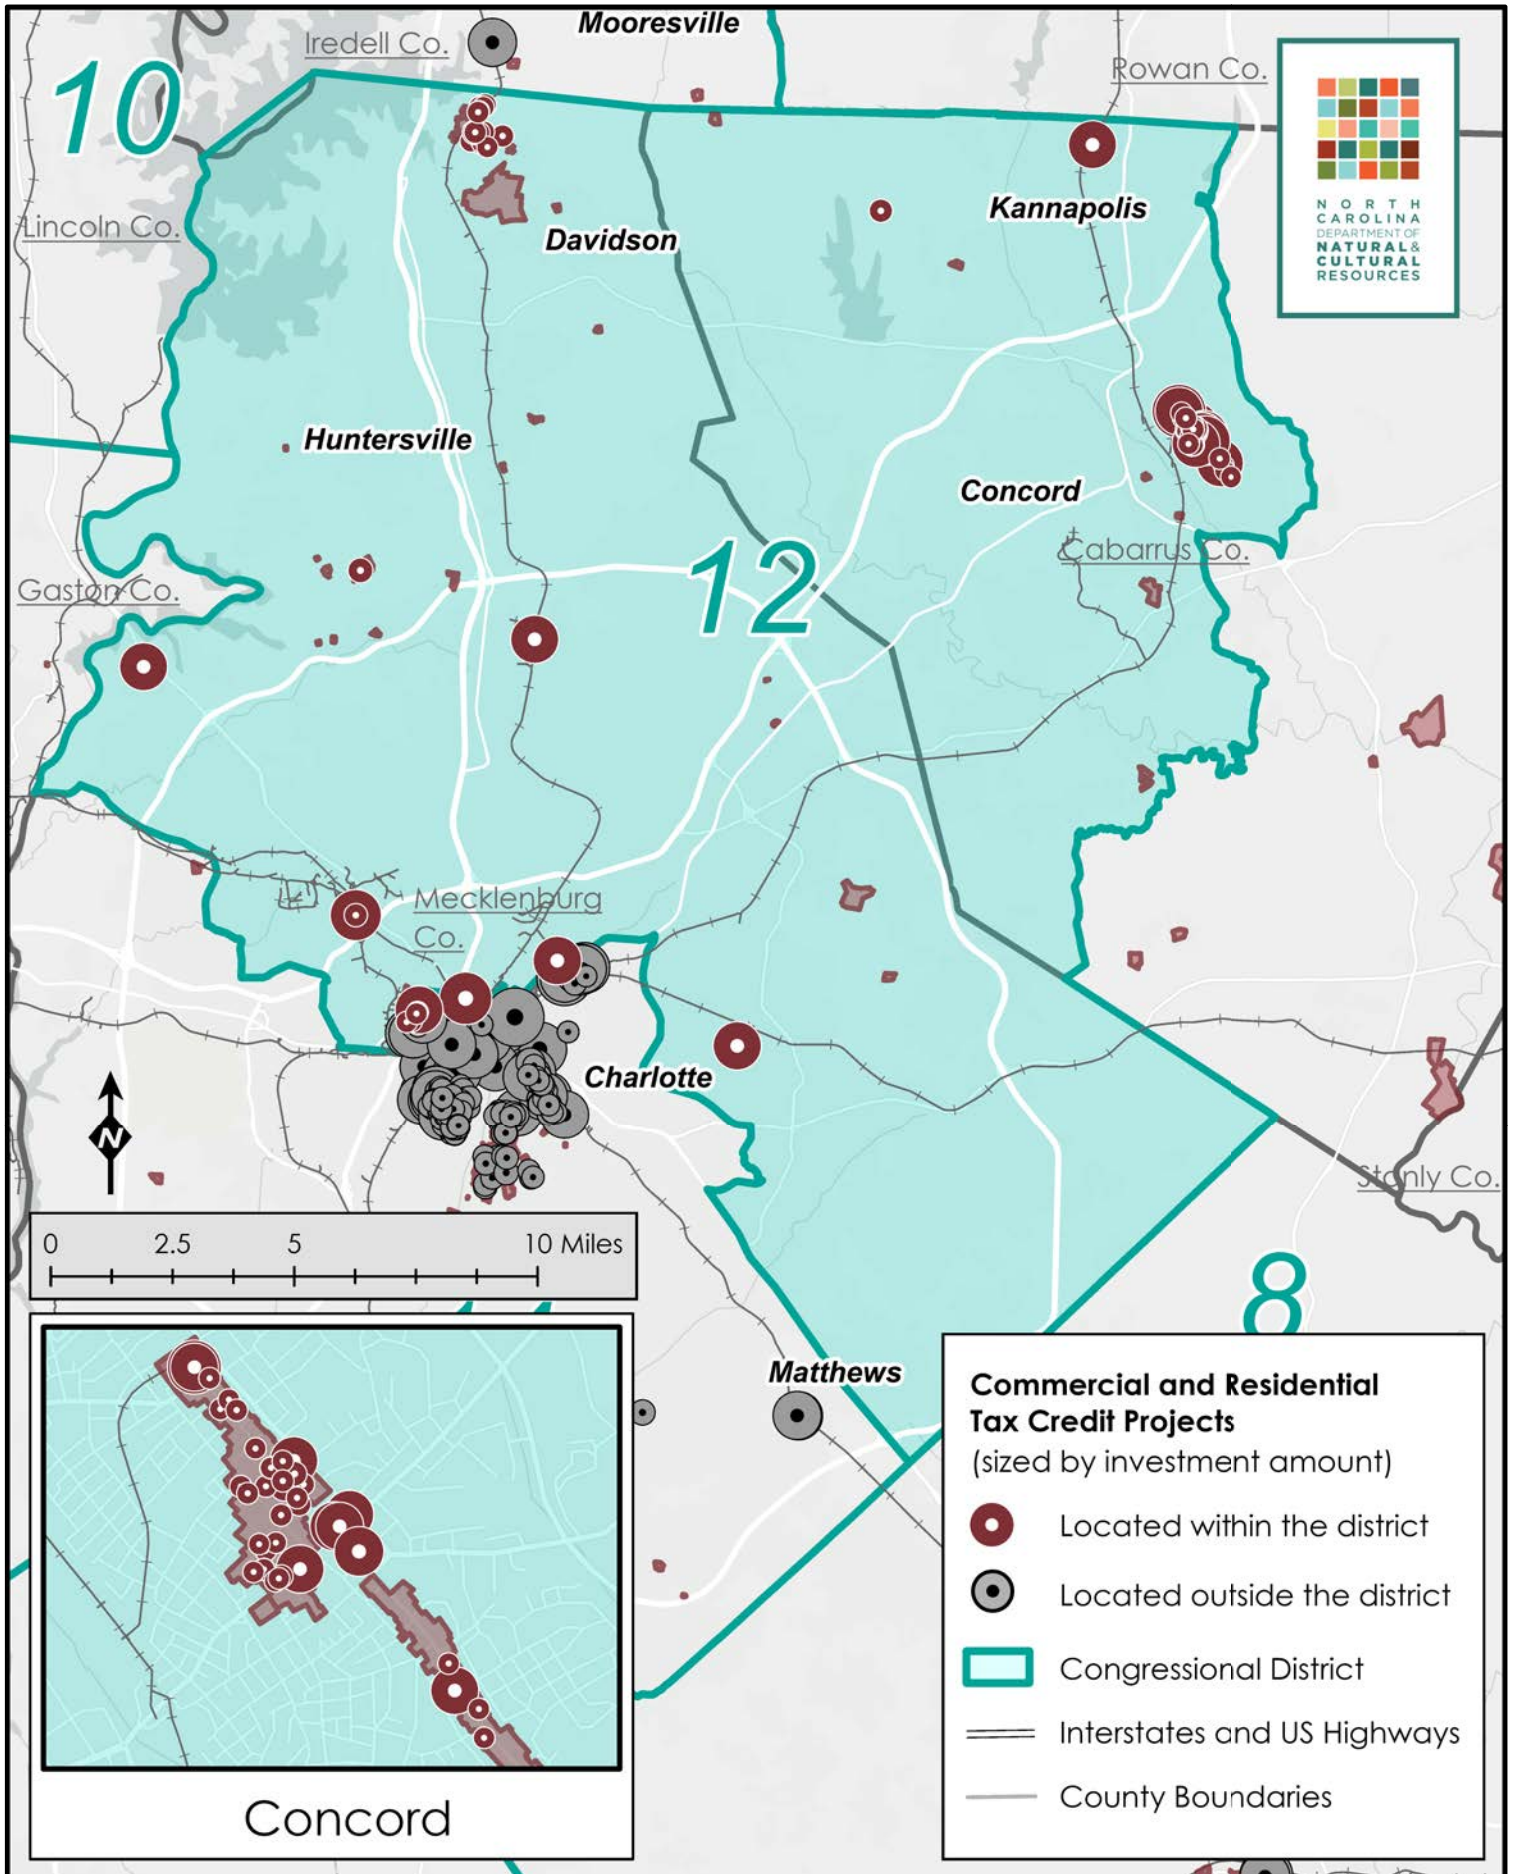 Mooresville
Iredell Co.
10
Rowan Co.
NORTH
CAROLINA
DEPARTMENT OF
NATURAL &
CULTURAL
RESOURCES
Kannapolis
Lincoln Co.
Davidson
Huntersville
Concord
Cabarrus Co.
12
Gaston Co.
Mecklenburg
Co.
Charlotte
N
Stanly Co.
0 2.5 5 10 Miles
8
Matthews
Commercial and Residential
Tax Credit Projects
(sized by investment amount)
Located within the district
Located outside the district
Congressional District
Interstates and US Highways
County Boundaries
Concord